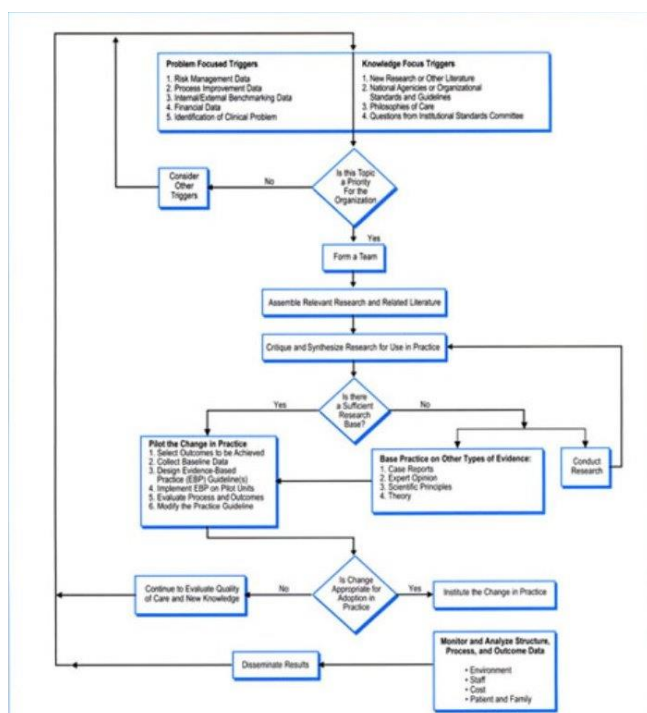 Problem Focused Triggers
1. Risk Management Data
2. Process Improvement Data
3. Internal/External Benchmarking Data
4. Financial Data
5. Identification of Clinical Problem
Knowledge Focus Triggers
1. New Research or Other Literature
2. National Agencies or Organizational
Standards and Guidelines
3. Philosophies of Care
4. Questions from Institutional Standards Committee
Consider
Other
Triggers
No
Is this Topic
a Priority
For the
Organization
Yes
Form a Team
Assemble Relevant Research and Related Literature
Critique and Synthesize Research for Use in Practice
Is there
a Sufficient
Research
Base?
Yes
No
Pilot the Change in Practice
1. Select Outcomes to be Achieved
2. Collect Baseline Data
3. Design Evidence-Based
Practice (EBP) Guideline(s)
4. Implement EBP on Pilot Units
5. Evaluate Process and Outcomes
6. Modify the Practice Guideline
Base Practice on Other Types of Evidence:
1. Case Reports
2. Expert Opinion
3. Scientific Principles
4. Theory
Conduct
Research
Continue to Evaluate Quality
of Care and New Knowledge
No
Is Change
Appropriate for
Adoption in
Practice
Yes
Institute the Change in Practice
Disseminate Results
Monitor and Analyze Structure,
Process, and Outcome Data
• Environment
• Staff
• Cost
• Patient and Family